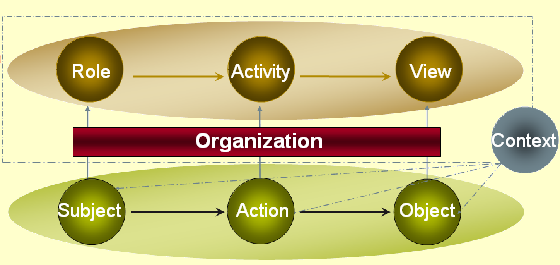 Role
Activity
View
Organization
Context
Subject
Action
Object